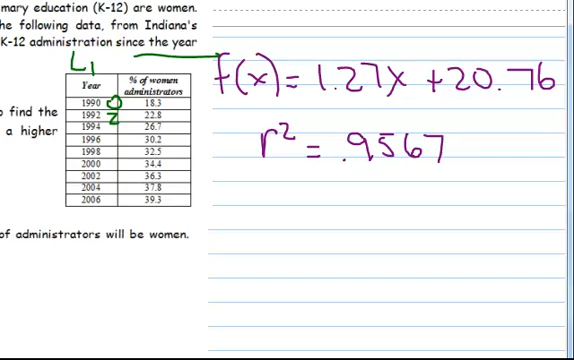 mary education (K-12) are women.
he following data, from Indiana's
K-12 administration since the year
L1
f(x) = 1.27x + 20.76
Year % of women administrators
1990 0 18.3
1992 2 22.8
1994 26.7
1996 30.2
1998 32.5
2000 34.4
2002 36.3
2004 37.8
2006 39.3
o find the
a higher
r² = .9567
of administrators will be women.